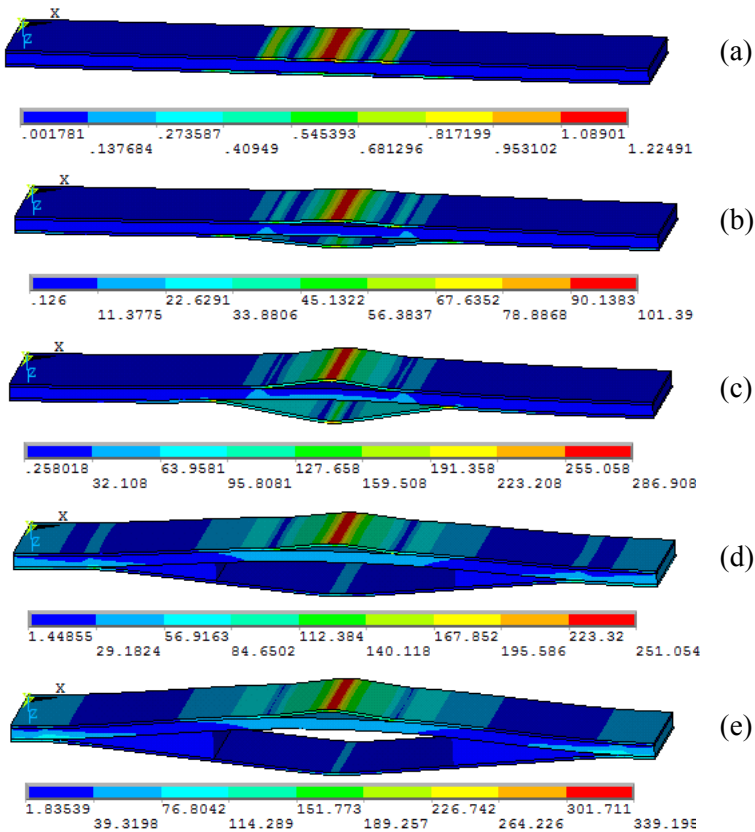 X
Z
(a)
.001781 .273587 .545393 .817199 1.08901
.137684 .40949 .681296 .953102 1.22491
X
Z
(b)
.126 22.6291 45.1322 67.6352 90.1383
11.3775 33.8806 56.3837 78.8868 101.39
X
Z
(c)
.258018 63.9581 127.658 191.358 255.058
32.108 95.8081 159.508 223.208 286.908
X
Z
(d)
1.44855 56.9163 112.384 167.852 223.32
29.1824 84.6502 140.118 195.586 251.054
X
Z
(e)
1.83539 76.8042 151.773 226.742 301.711
39.3198 114.289 189.257 264.226 339.195